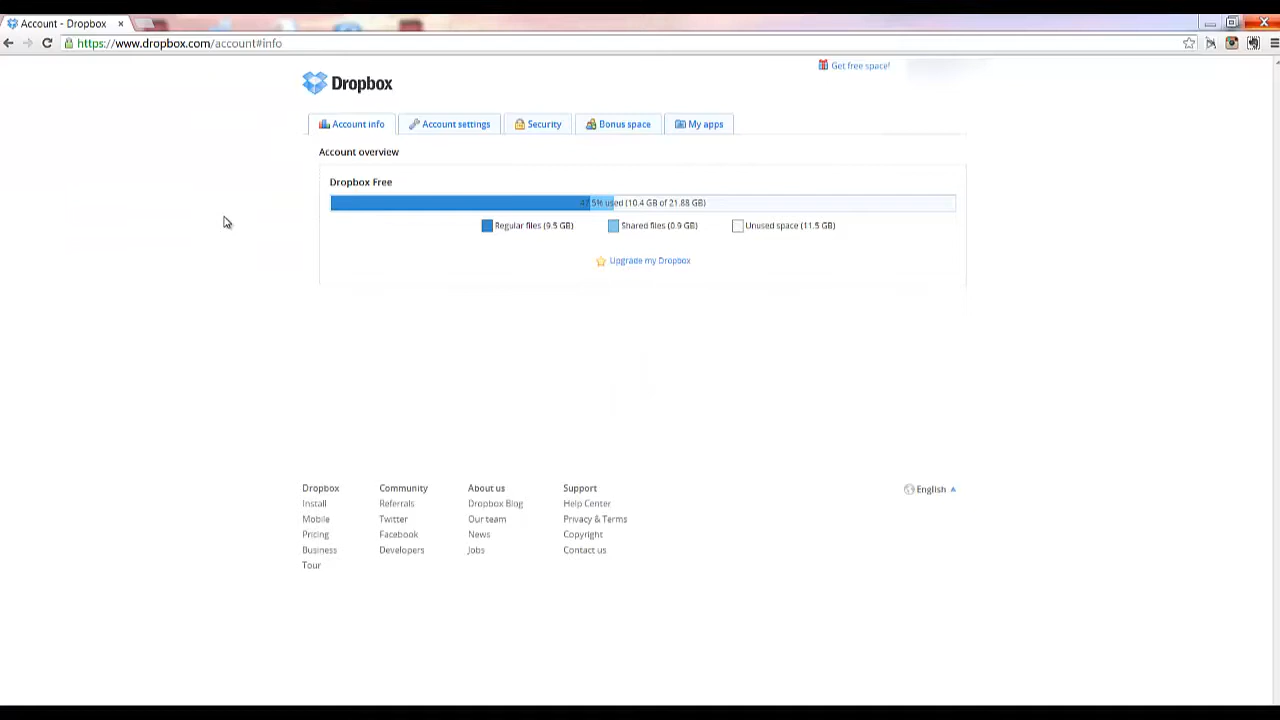 Account - Dropbox
https://www.dropbox.com/account#info
Get free space!
Dropbox
Account info
Account settings
Security
Bonus space
My apps
Account overview
Dropbox Free
47.5% used (10.4 GB of 21.88 GB)
Regular files (9.5 GB)
Shared files (0.9 GB)
Unused space (11.5 GB)
Upgrade my Dropbox
Dropbox
Install
Mobile
Pricing
Business
Tour
Community
Referrals
Twitter
Facebook
Developers
About us
Dropbox Blog
Our team
News
Jobs
Support
Help Center
Privacy & Terms
Copyright
Contact us
English